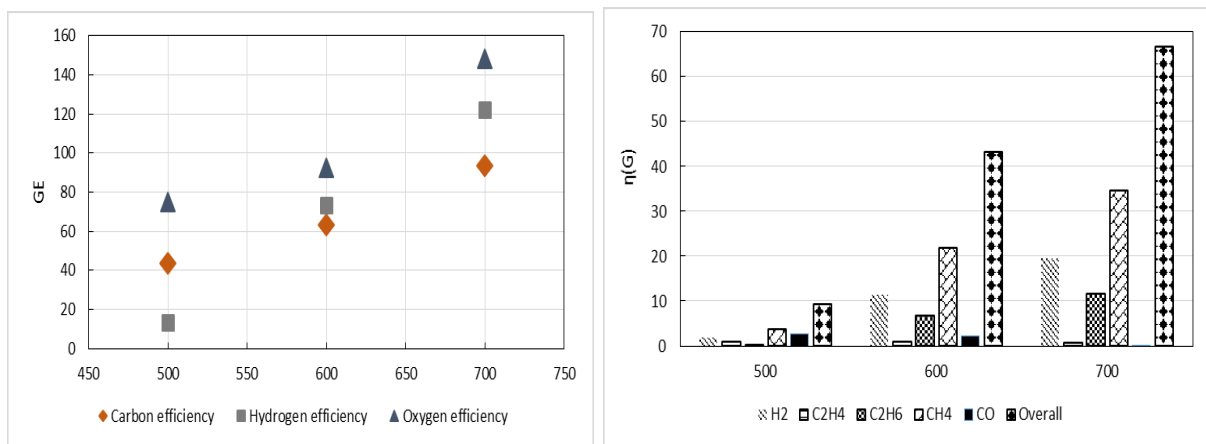 160
140
120
100
80
60
40
20
0
GE
450 500 550 600 650 700 750
Carbon efficiency Hydrogen efficiency Oxygen efficiency
70
60
50
40
30
20
10
0
η(G)
500 600 700
H2 C2H4 C2H6 CH4 CO Overall